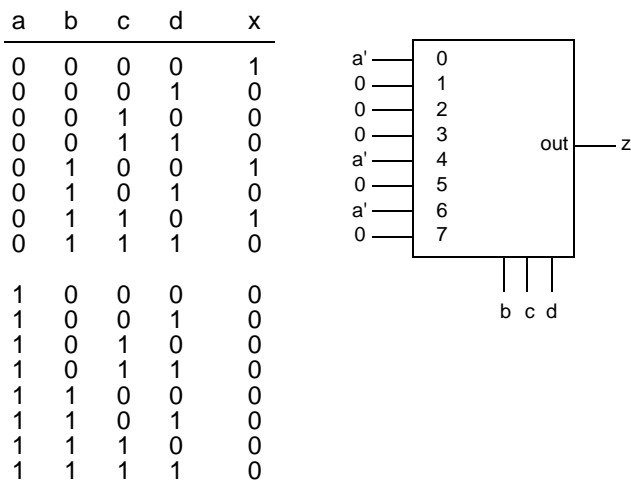 a b c d x
0 0 0 0 1
0 0 0 1 0
0 0 1 0 0
0 0 1 1 0
0 1 0 0 1
0 1 0 1 0
0 1 1 0 1
0 1 1 1 0
1 0 0 0 0
1 0 0 1 0
1 0 1 0 0
1 0 1 1 0
1 1 0 0 0
1 1 0 1 0
1 1 1 0 0
1 1 1 1 0
a' 0
0 1
0 2
0 3
a' 4
0 5
a' 6
0 7
out z
b c d